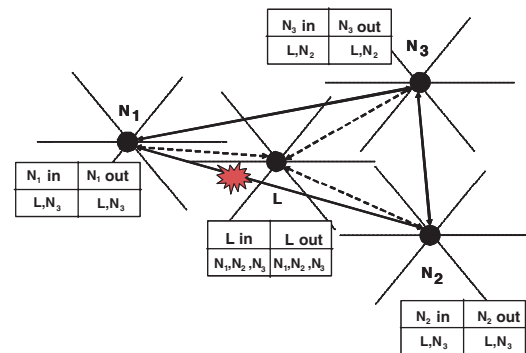 N3 in N3 out
L,N2 L,N2
N3
N1
N1 in N1 out
L,N3 L,N3
L
L in L out
N1,N2,N3 N1,N2,N3
N2
N2 in N2 out
L,N3 L,N3